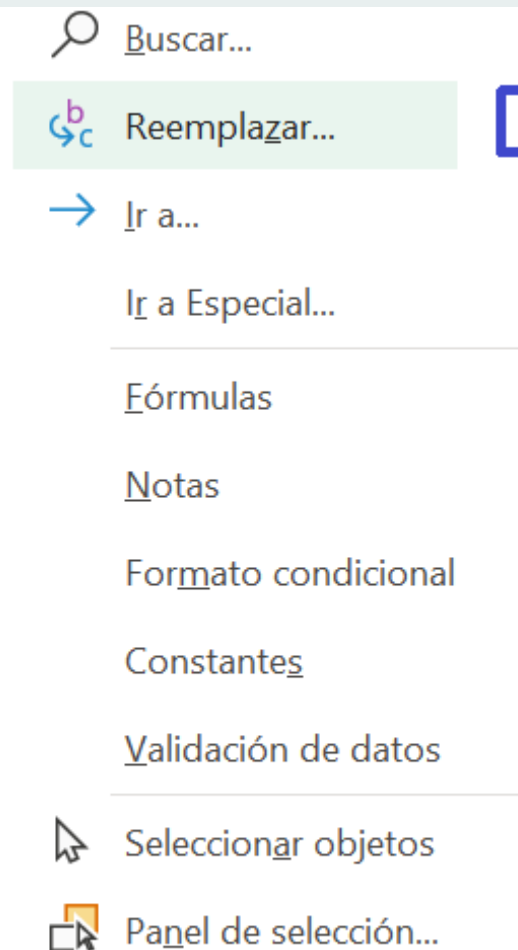 Buscar...
Reemplazar...
Ir a...
Ir a Especial...
Fórmulas
Notas
Formato condicional
Constantes
Validación de datos
Seleccionar objetos
Panel de selección...